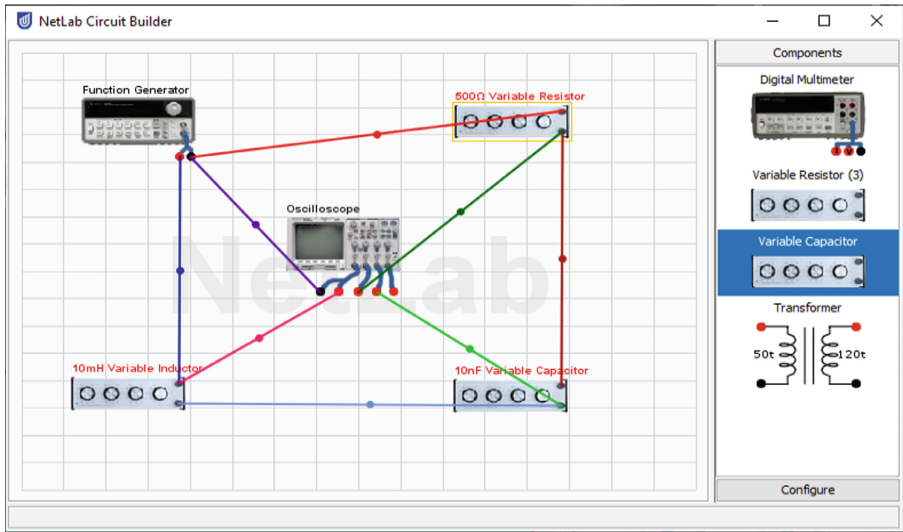 NetLab Circuit Builder
Components
Function Generator
500Ω Variable Resistor
Oscilloscope
NetLab
10mH Variable Inductor
10nF Variable Capacitor
Digital Multimeter
Variable Resistor (3)
Variable Capacitor
Transformer
50t
120t
Configure